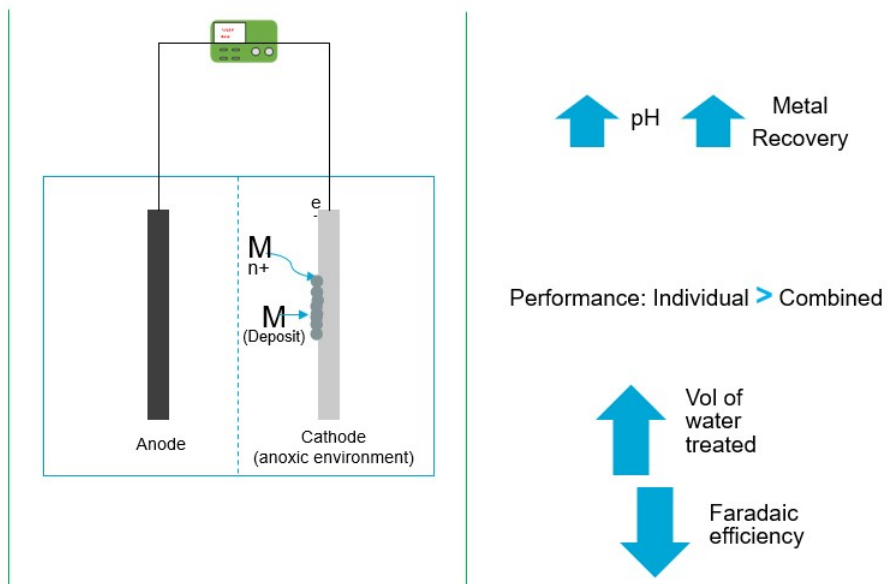 e
-
M
n+
M
(Deposit)
Anode
Cathode
(anoxic environment)
pH
Metal
Recovery
Performance: Individual > Combined
Vol of
water
treated
Faradaic
efficiency